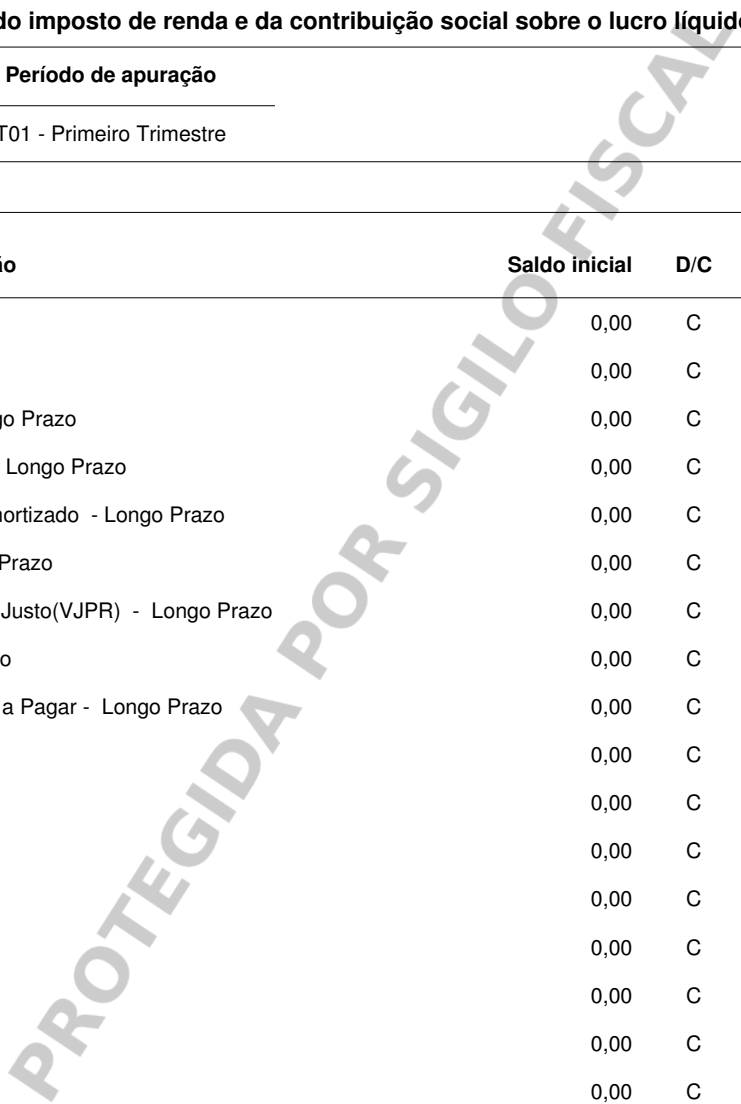 do imposto de renda e da contribuição social sobre o lucro líquido
Período de apuração
T01 - Primeiro Trimestre
ão Saldo inicial D/C
0,00 C
0,00 C
go Prazo 0,00 C
Longo Prazo 0,00 C
mortizado - Longo Prazo 0,00 C
Prazo 0,00 C
Justo(VJPR) - Longo Prazo 0,00 C
o 0,00 C
a Pagar - Longo Prazo 0,00 C
0,00 C
0,00 C
0,00 C
0,00 C
0,00 C
0,00 C
0,00 C
0,00 C
PROTEGIDA POR SIGILO FISCAL